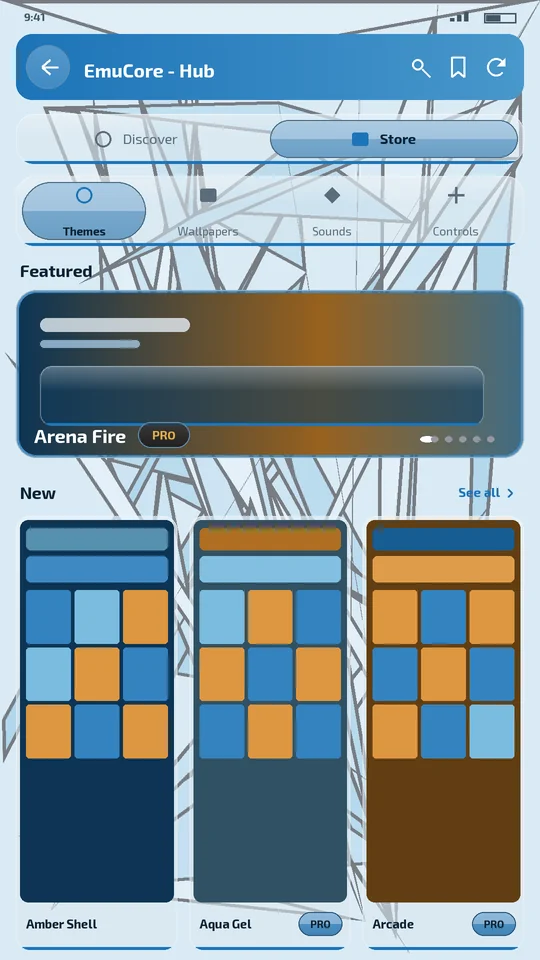 9:41
EmuCore - Hub
Discover
Store
Themes
Wallpapers
Sounds
Controls
Featured
Arena Fire
PRO
New
See all
Amber Shell
Aqua Gel
PRO
Arcade
PRO